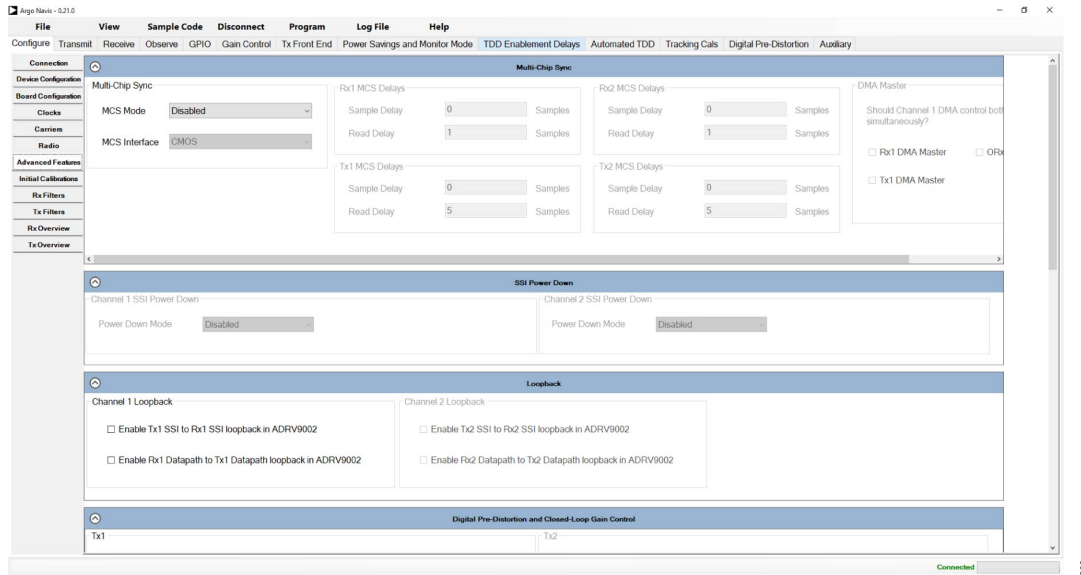 Argo Navis - 0.21.0
File View Sample Code Disconnect Program Log File Help
Configure Transmit Receive Observe GPIO Gain Control Tx Front End Power Savings and Monitor Mode TDD Enablement Delays Automated TDD Tracking Cals Digital Pre-Distortion Auxiliary
Connection
Device Configuration
Board Configuration
Clocks
Carriers
Radio
Advanced Features
Initial Calibrations
Rx Filters
Tx Filters
Rx Overview
Tx Overview
Multi-Chip Sync
Multi-Chip Sync
MCS Mode Disabled
MCS Interface CMOS
Rx1 MCS Delays
Sample Delay 0 Samples
Read Delay 1 Samples
Rx2 MCS Delays
Sample Delay 0 Samples
Read Delay 1 Samples
Tx1 MCS Delays
Sample Delay 0 Samples
Read Delay 5 Samples
Tx2 MCS Delays
Sample Delay 0 Samples
Read Delay 5 Samples
DMA Master
Should Channel 1 DMA control bot
simultaneously?
Rx1 DMA Master ORx
Tx1 DMA Master
SSI Power Down
Channel 1 SSI Power Down
Power Down Mode Disabled
Channel 2 SSI Power Down
Power Down Mode Disabled
Loopback
Channel 1 Loopback
Enable Tx1 SSI to Rx1 SSI loopback in ADRV9002
Enable Rx1 Datapath to Tx1 Datapath loopback in ADRV9002
Channel 2 Loopback
Enable Tx2 SSI to Rx2 SSI loopback in ADRV9002
Enable Rx2 Datapath to Tx2 Datapath loopback in ADRV9002
Digital Pre-Distortion and Closed-Loop Gain Control
Tx1 Tx2
Connected